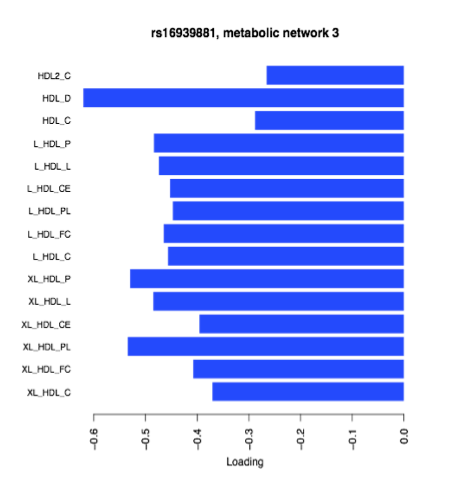 rs16939881, metabolic network 3
HDL2_C
HDL_D
HDL_C
L_HDL_P
L_HDL_L
L_HDL_CE
L_HDL_PL
L_HDL_FC
L_HDL_C
XL_HDL_P
XL_HDL_L
XL_HDL_CE
XL_HDL_PL
XL_HDL_FC
XL_HDL_C
−0.6 −0.5 −0.4 −0.3 −0.2 −0.1 0.0
Loading